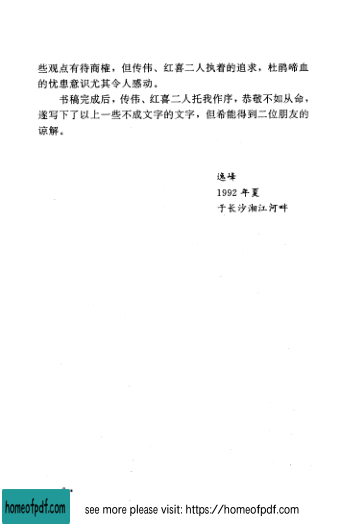 些观点有待商榷，但传伟、红喜二人执着的追求，杜鹃啼血
的忧患意识尤其令人感动。
书稿完成后，传伟、红喜二人托我作序，恭敬不如从命，
遂写下了以上一些不成文字的文字，但希能得到二位朋友的
谅解。
逸峰
1992 年夏
于长沙湘江河畔
homeofpdf.com
see more please visit: https://homeofpdf.com